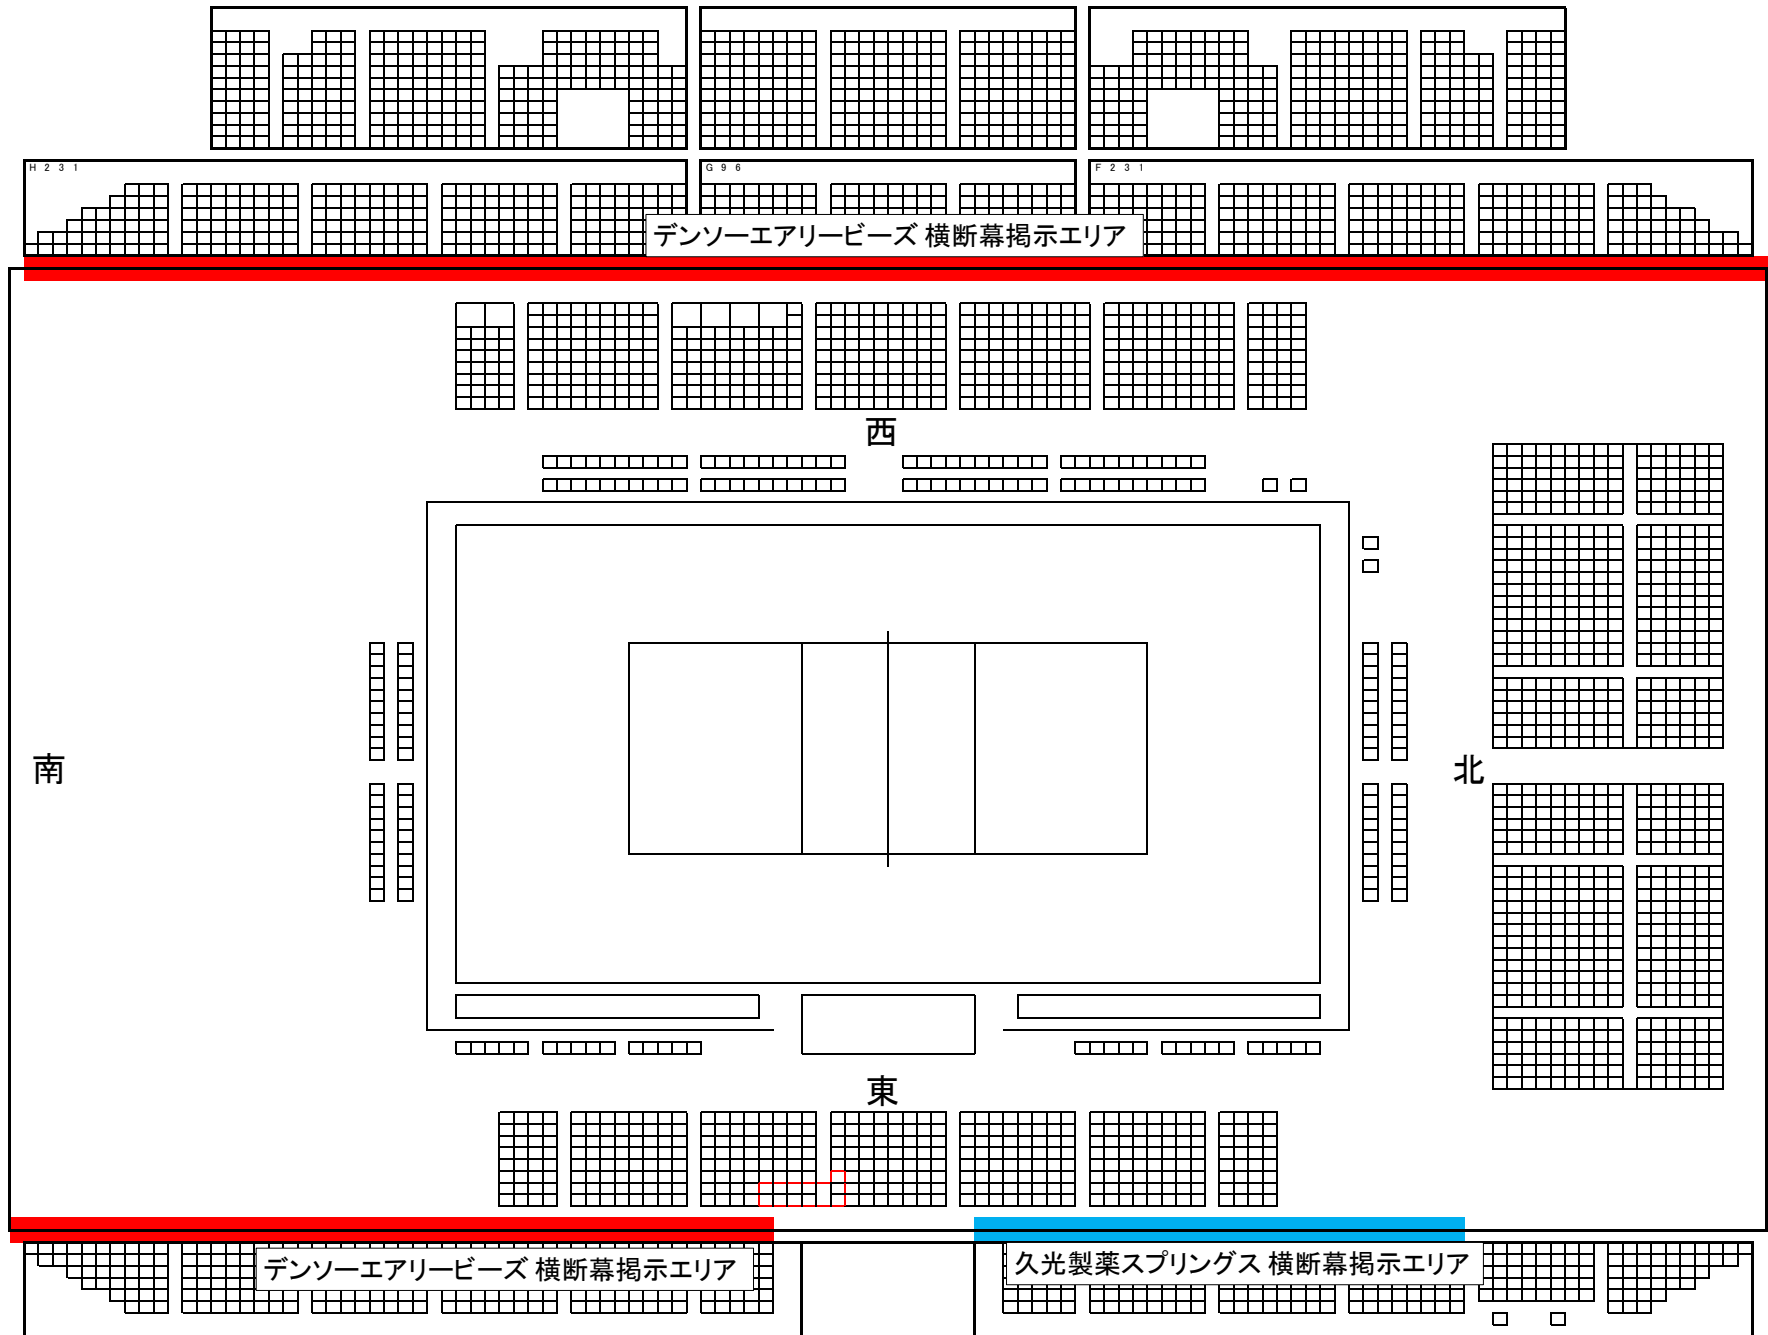 H 2 3 1
G 9 6
F 2 3 1
デンソーエアリービーズ 横断幕掲示エリア
西
南
北
東
デンソーエアリービーズ 横断幕掲示エリア
久光製薬スプリングス 横断幕掲示エリア